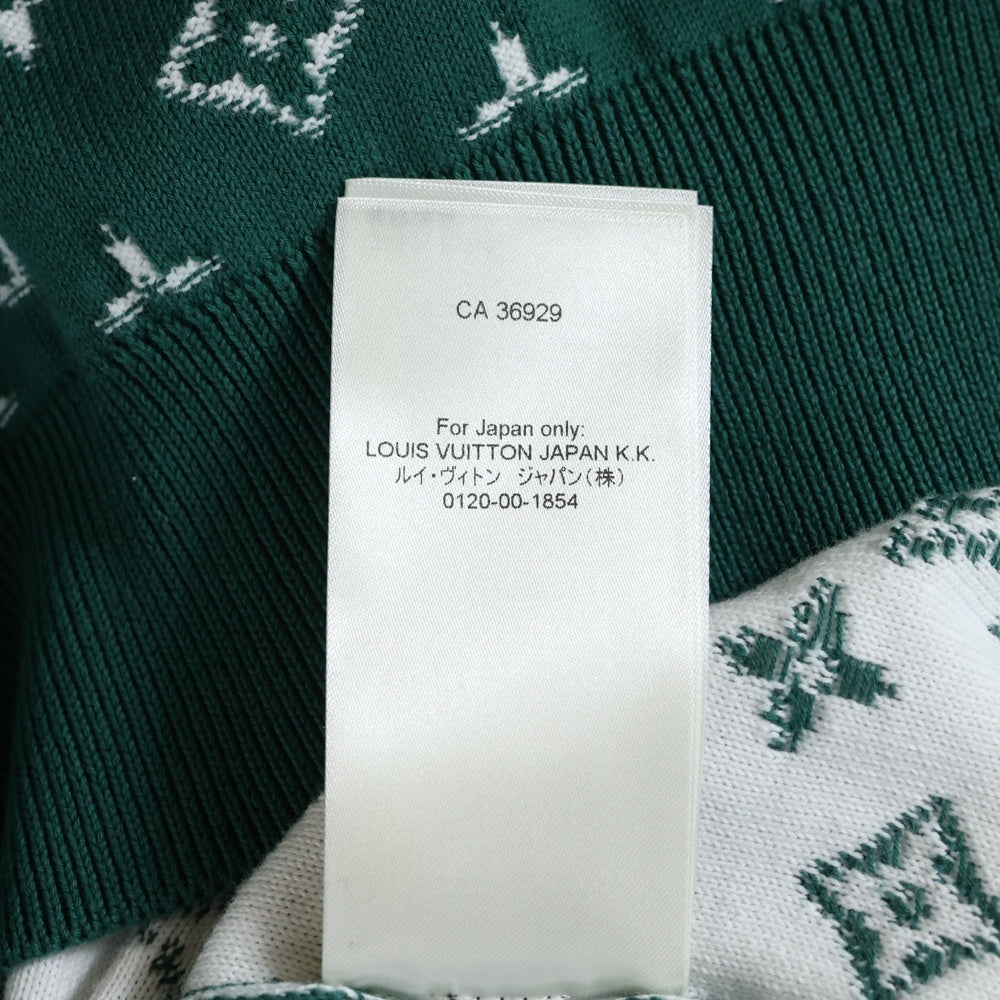 CA 36929
For Japan only:
LOUIS VUITTON JAPAN K.K.
ルイ・ヴィトン ジャパン(株)
0120-00-1854